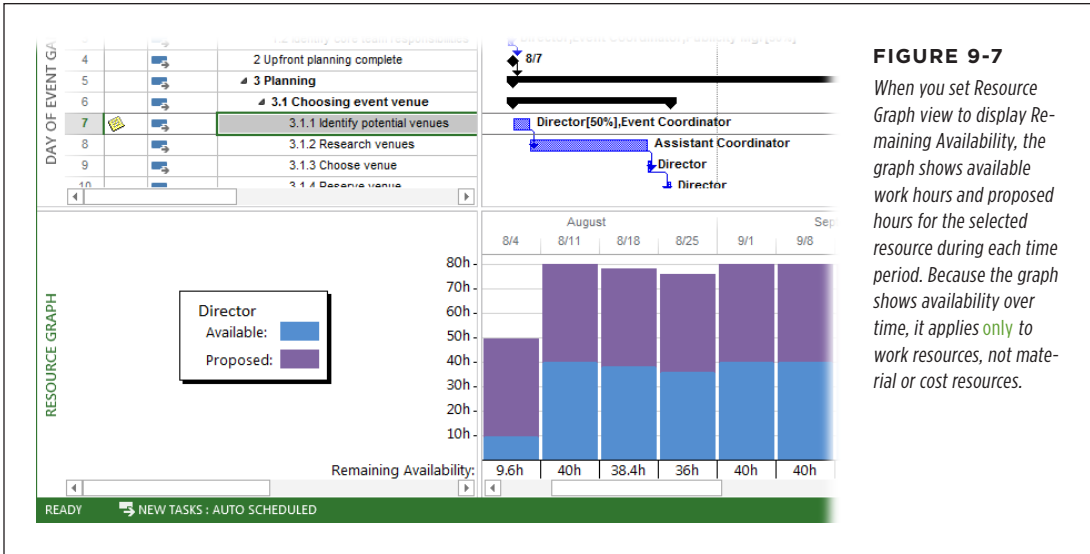 FIGURE 9-7
When you set Resource
Graph view to display Re-
maining Availability, the
graph shows available
work hours and proposed
hours for the selected
resource during each time
period. Because the graph
shows availability over
time, it applies only to
work resources, not mate-
rial or cost resources.
DAY OF EVENT GA
4 2 Upfront planning complete 8/7
5 3 Planning
6 3.1 Choosing event venue
7 3.1.1 Identify potential venues Director[50%],Event Coordinator
8 3.1.2 Research venues Assistant Coordinator
9 3.1.3 Choose venue Director
10 3.1.4 Reserve venue Director
RESOURCE GRAPH
Director
Available:
Proposed:
August Sep
8/4 8/11 8/18 8/25 9/1 9/8
80h
70h
60h
50h
40h
30h
20h
10h
Remaining Availability: 9.6h 40h 38.4h 36h 40h 40h
READY NEW TASKS : AUTO SCHEDULED